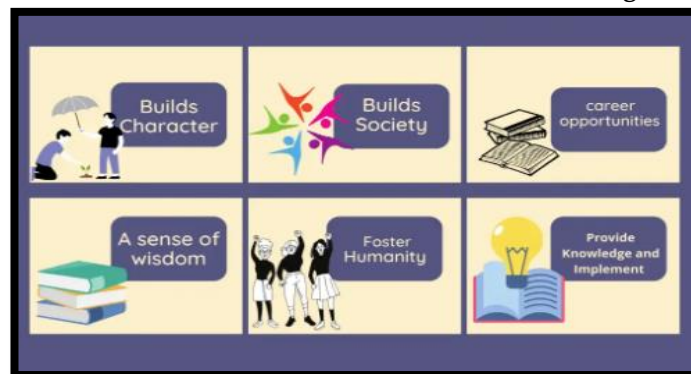 Builds
Character
Builds
Society
career
opportunities
A sense of
wisdom
Foster
Humanity
Provide
Knowledge and
Implement